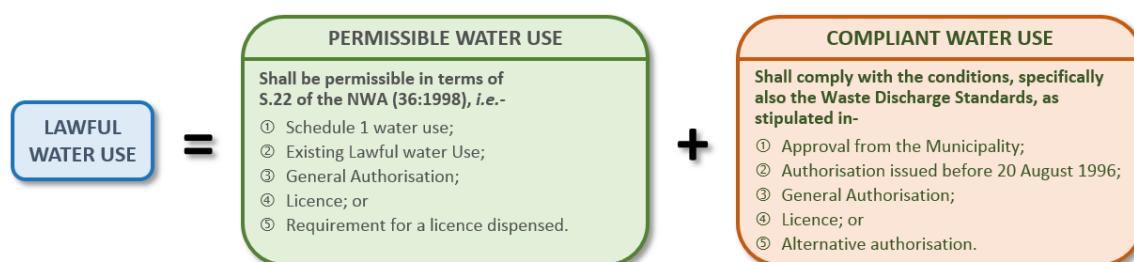 LAWFUL
WATER USE
=
PERMISSIBLE WATER USE
Shall be permissible in terms of
S.22 of the NWA (36:1998), i.e.-
① Schedule 1 water use;
② Existing Lawful water Use;
③ General Authorisation;
④ Licence; or
⑤ Requirement for a licence dispensed.
+
COMPLIANT WATER USE
Shall comply with the conditions, specifically
also the Waste Discharge Standards, as
stipulated in-
① Approval from the Municipality;
② Authorisation issued before 20 August 1996;
③ General Authorisation;
④ Licence; or
⑤ Alternative authorisation.